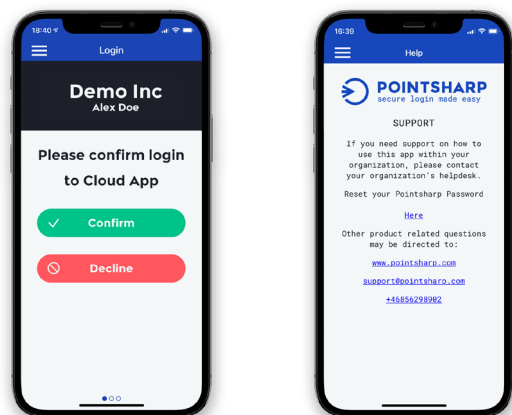 18:40
Login
Demo Inc
Alex Doe
Please confirm login
to Cloud App
Confirm
Decline
16:39
Help
POINTSHARP
secure login made easy
SUPPORT
If you need support on how to
use this app within your
organization, please contact
your organization's helpdesk.
Reset your Pointsharp Password
Here
Other product related questions
may be directed to:
www.pointsharp.com
support@pointsharp.com
+46856298902